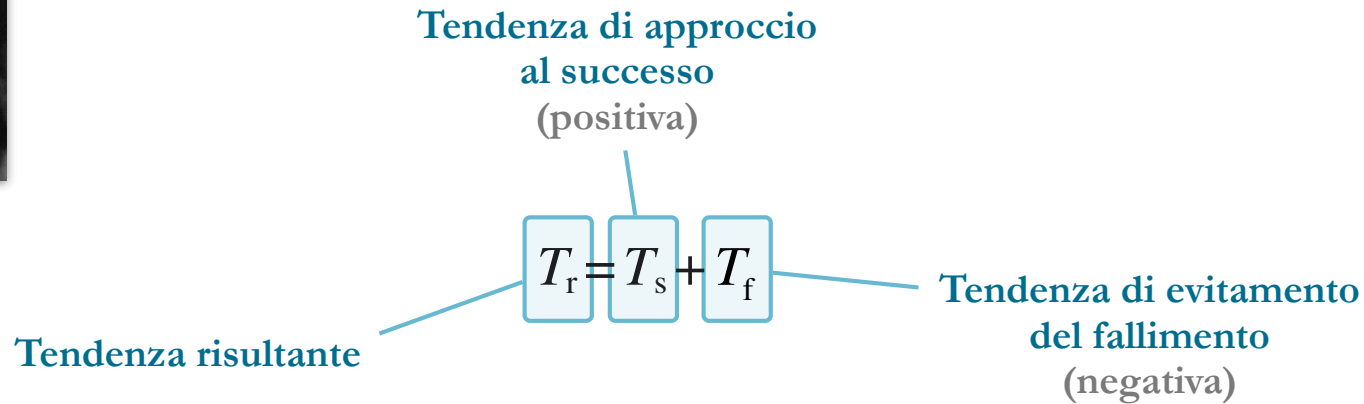 Tendenza di approccio
al successo
(positiva)
Tr = Ts + Tf
Tendenza di evitamento
del fallimento
(negativa)
Tendenza risultante